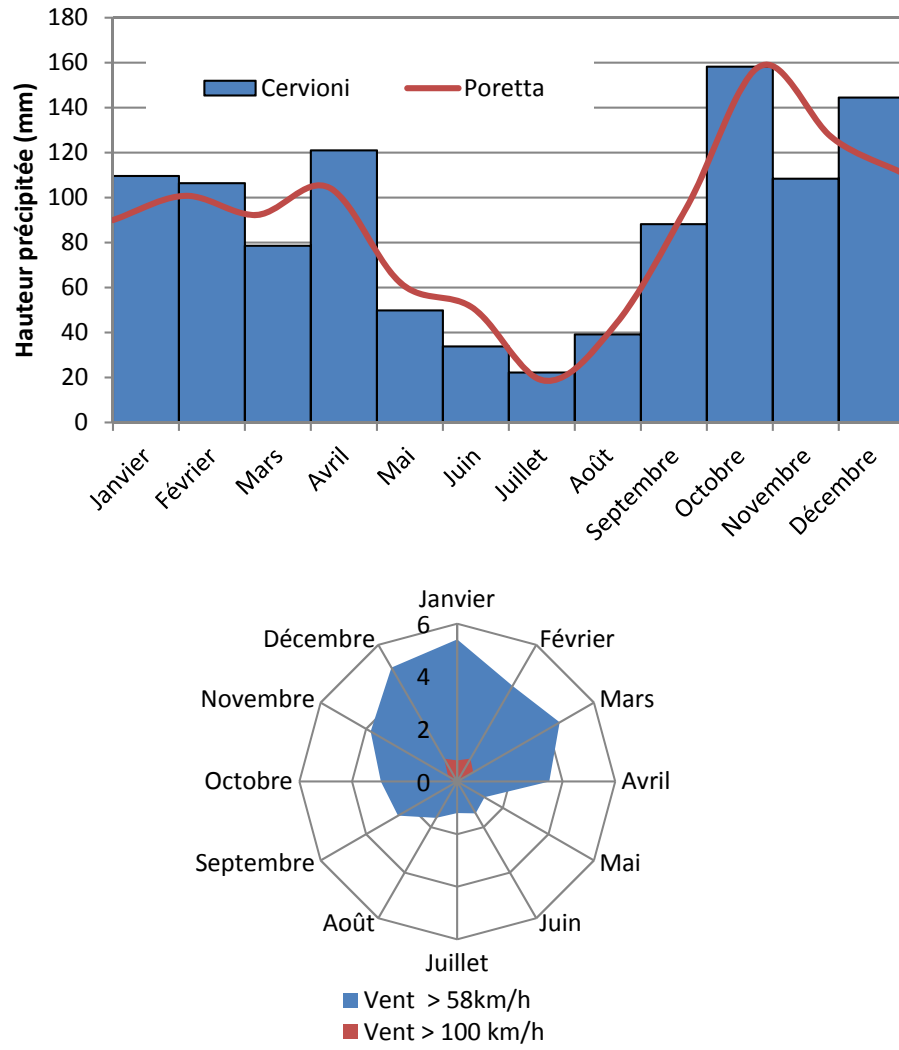 180
160
140
120
100
80
60
40
20
0
Hauteur précipitée (mm)
Cervioni
Poretta
Janvier
Février
Mars
Avril
Mai
Juin
Juillet
Août
Septembre
Octobre
Novembre
Décembre
Janvier
Février
Mars
Avril
Mai
Juin
Juillet
Août
Septembre
Octobre
Novembre
Décembre
6
4
2
0
Vent > 58km/h
Vent > 100 km/h